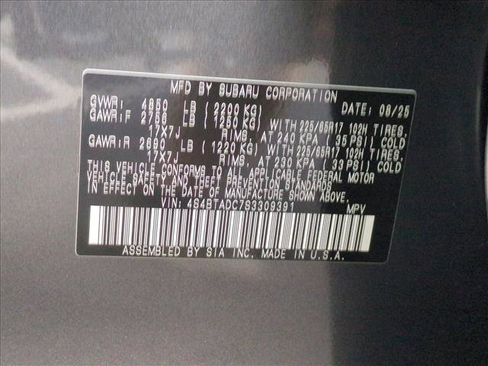 MFD BY SUBARU CORPORATION
GVWR: 4850 LB (2200 KG) DATE: 08/25
GAWR:F 2756 LB (1250 KG) WITH 225/65R17 102H TIRES.
17X7J RIMS. AT 240 KPA 35 PSI COLD
GAWR:R 2690 LB (1220 KG) WITH 225/65R17 102H TIRES.
17X7J RIMS. AT 230 KPA 33 PSI COLD
THIS VEHICLE CONFORMS TO ALL APPLICABLE FEDERAL MOTOR
VEHICLE SAFETY AND THEFT PREVENTION STANDARDS
IN EFFECT ON THE DATE OF MANUFACTURE SHOWN ABOVE.
VIN: 4S4BTADC7S3309391 MPV
ASSEMBLED BY SIA INC. MADE IN U.S.A.